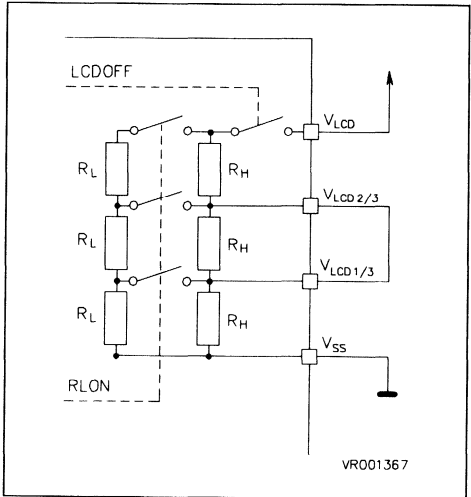 LCDOFF
VLCD
RL
RH
VLCD 2/3
RL
RH
VLCD 1/3
RL
RH
VSS
RLON
VR001367